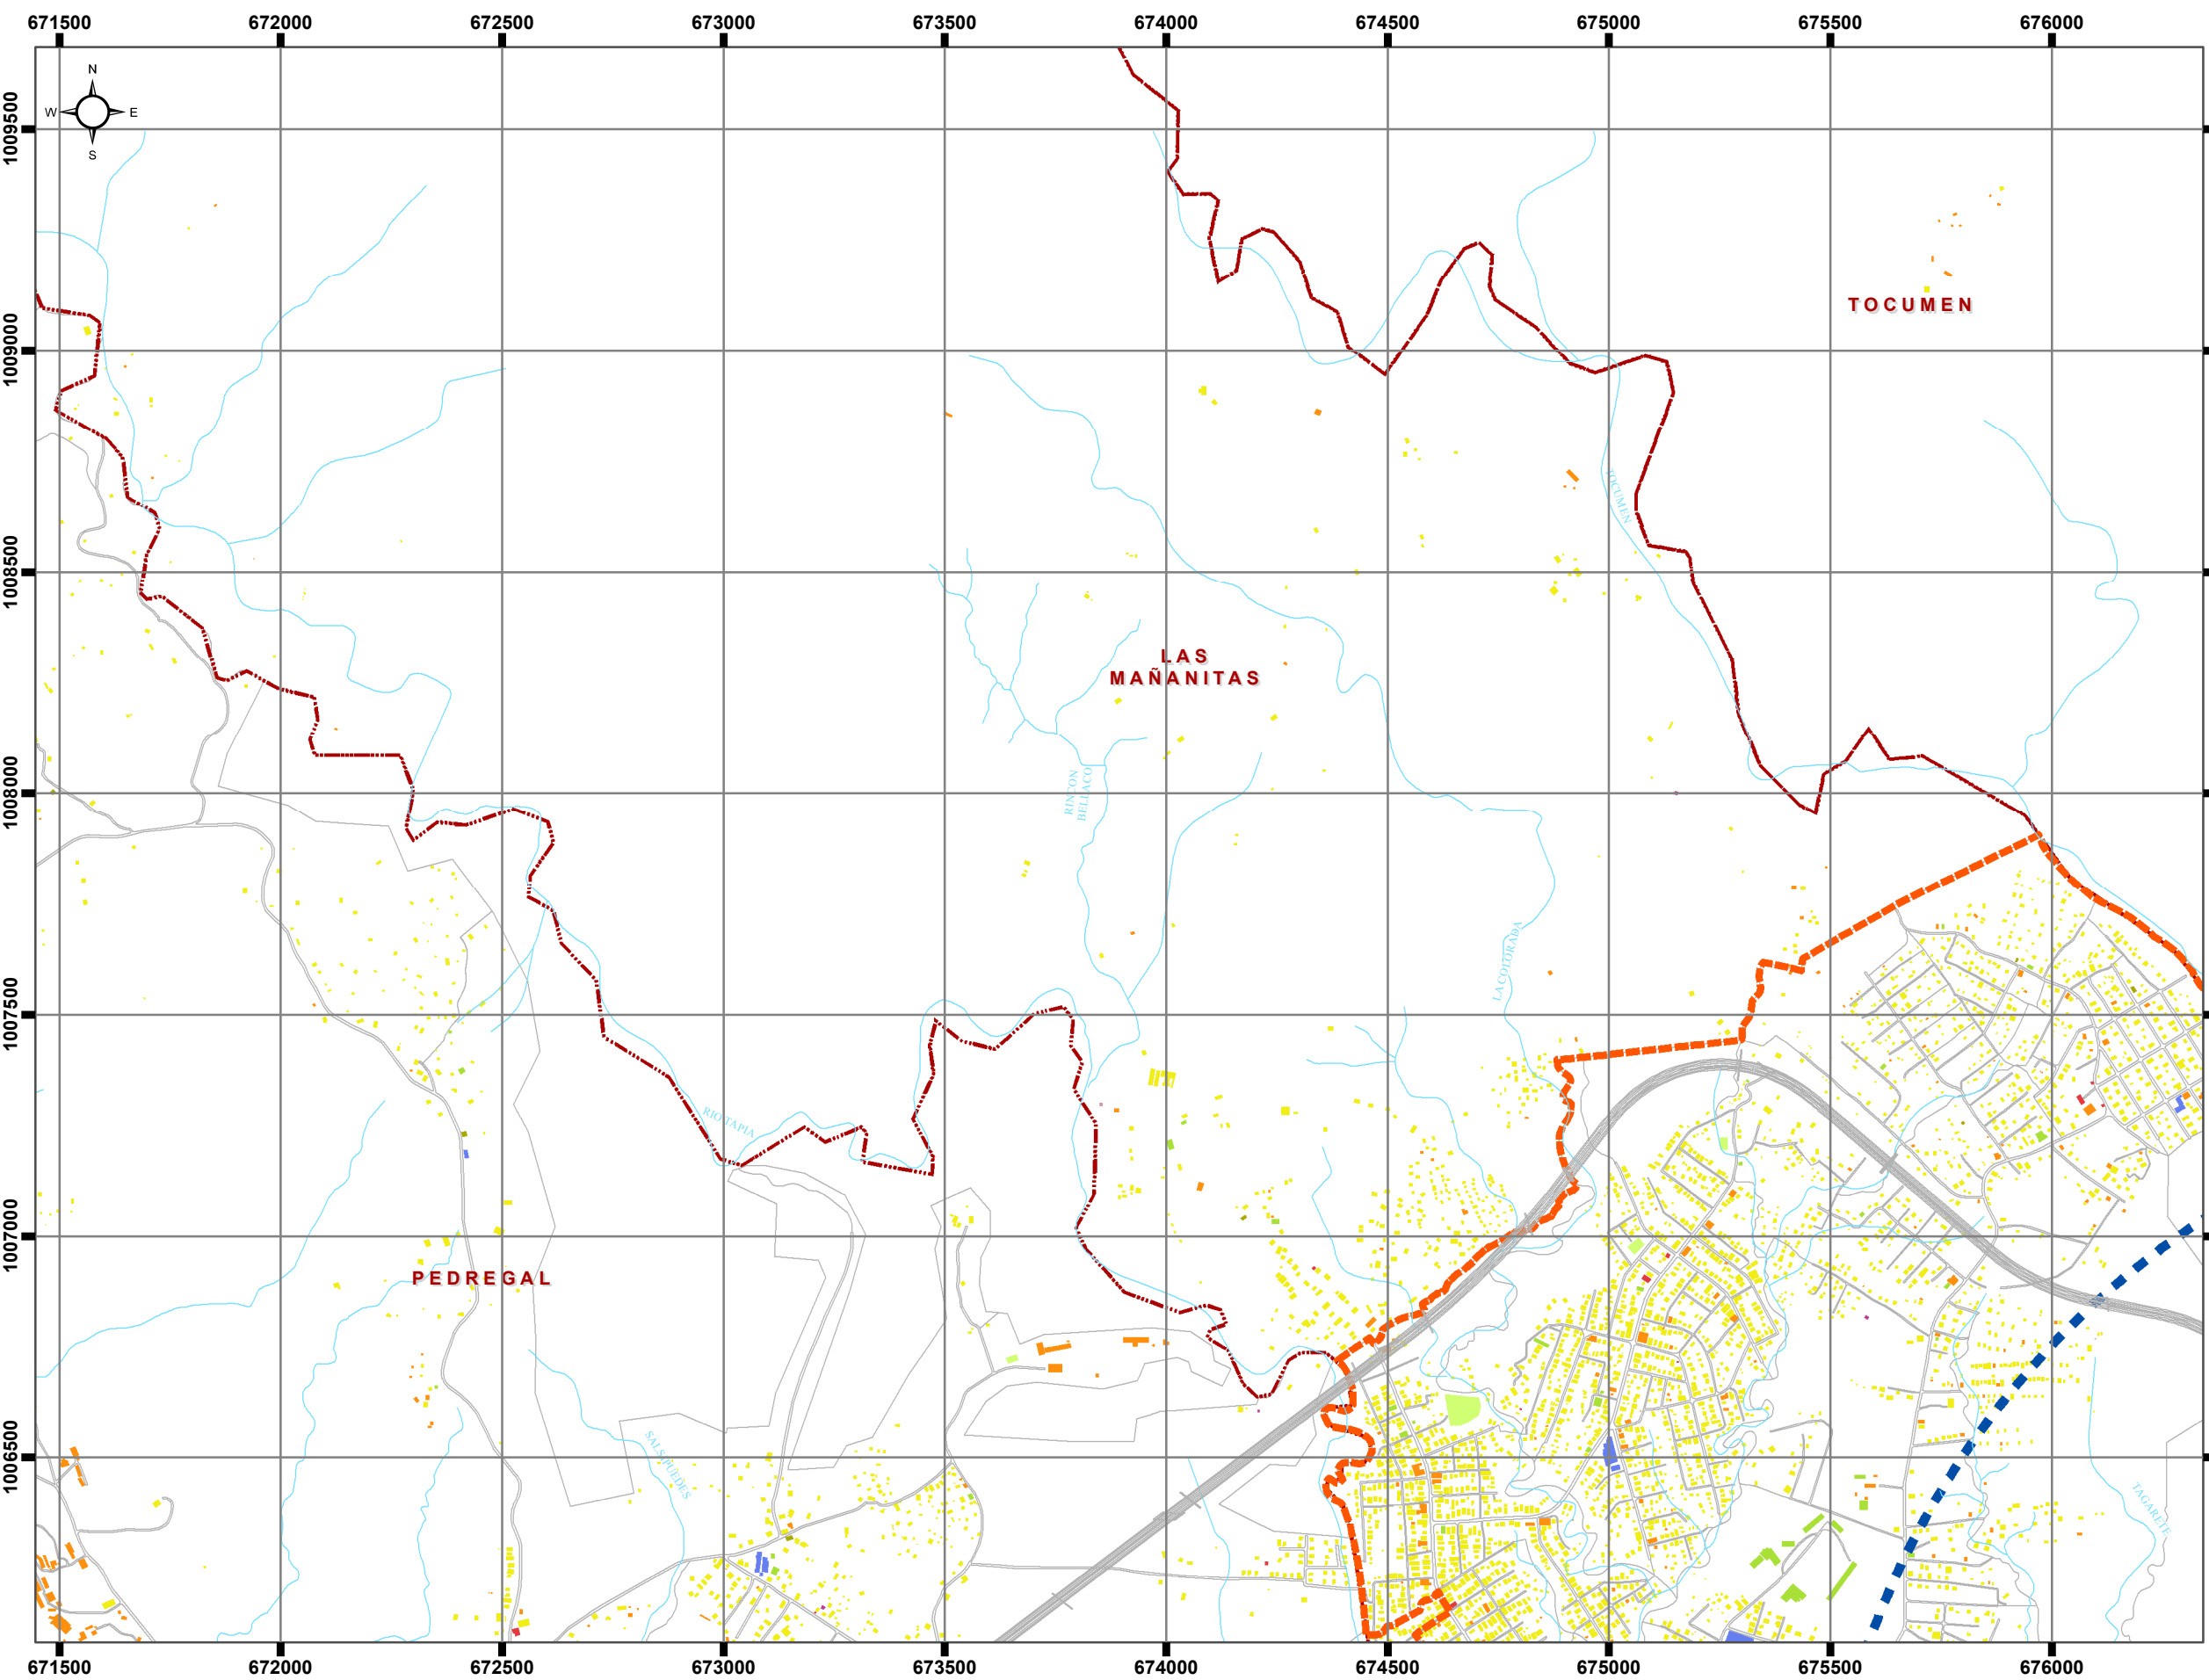 671500 672000 672500 673000 673500 674000 674500 675000 675500 676000
N
W E
S
1009500
TOCUMEN
1009000
TOCUMEN
1008500
LAS
MAÑANITAS
1008000
RINCON
BELLACO
LA COLORADA
1007500
RIO TAPIA
1007000
PEDREGAL
1006500
SALSIPUEDES
TAGARETE
671500 672000 672500 673000 673500 674000 674500 675000 675500 676000